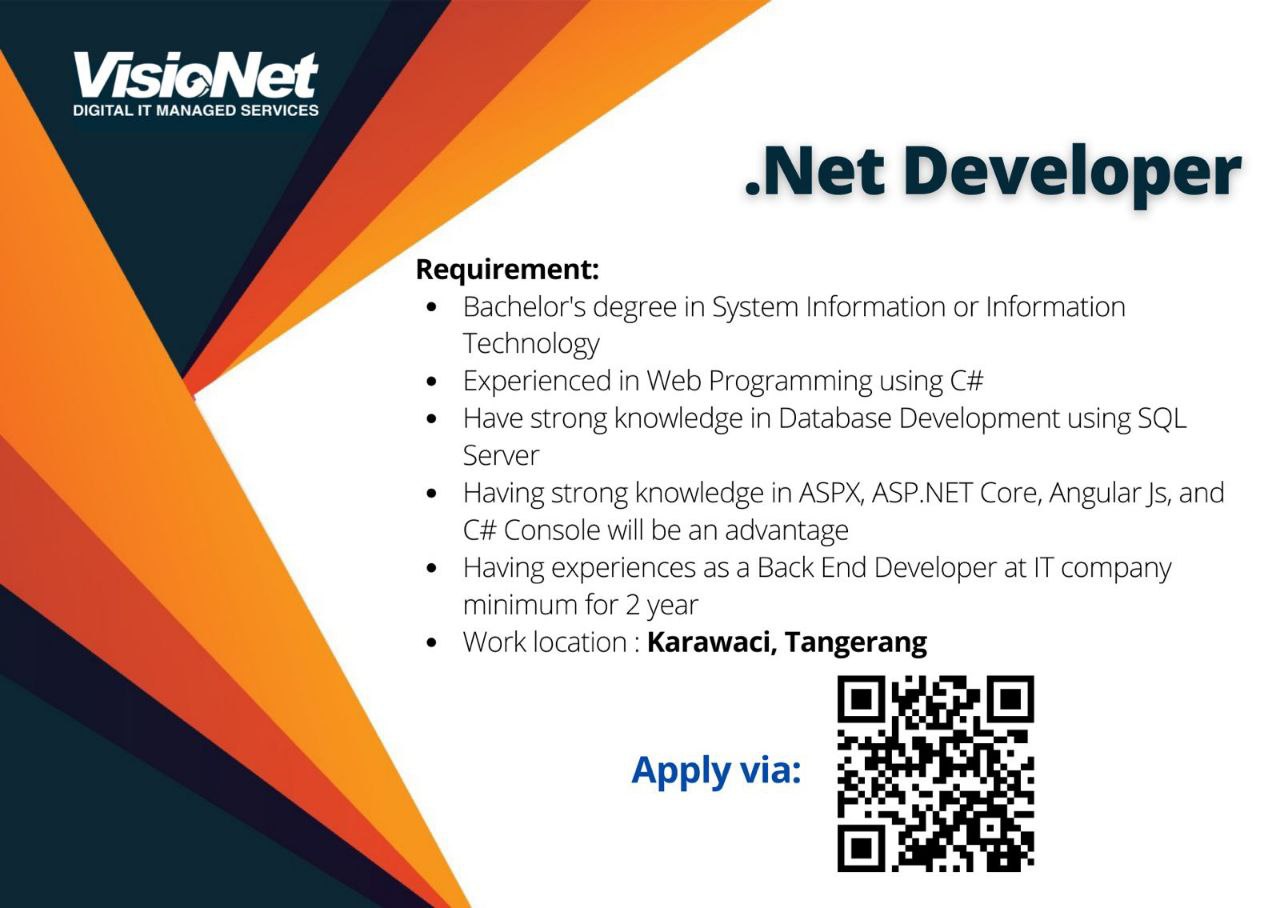 VisioNet
DIGITAL IT MANAGED SERVICES
.Net Developer
Requirement:
• Bachelor's degree in System Information or Information
Technology
• Experienced in Web Programming using C#
• Have strong knowledge in Database Development using SQL
Server
• Having strong knowledge in ASPX, ASP.NET Core, Angular Js, and
C# Console will be an advantage
• Having experiences as a Back End Developer at IT company
minimum for 2 year
• Work location : Karawaci, Tangerang
Apply via: